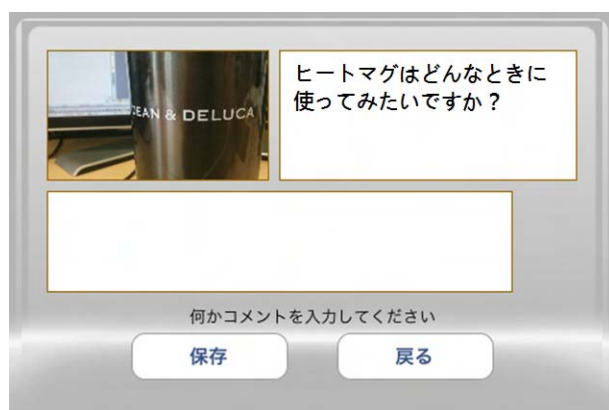 DEAN & DELUCA
ヒートマグはどんなときに
使ってみたいですか？
何かコメントを入力してください
保存
戻る